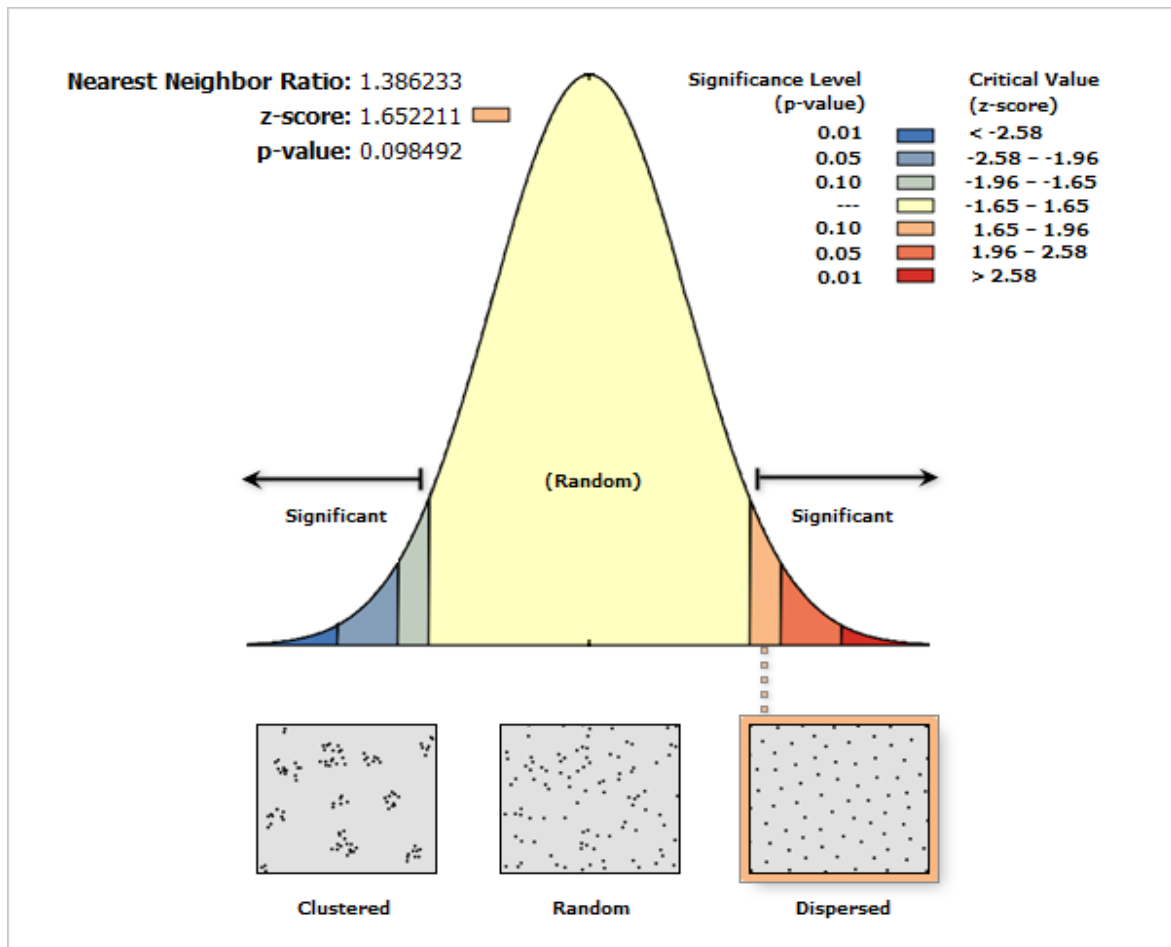 Nearest Neighbor Ratio: 1.386233
z-score: 1.652211
p-value: 0.098492
Significance Level Critical Value
(p-value) (z-score)
0.01 < -2.58
0.05 -2.58 – -1.96
0.10 -1.96 – -1.65
--- -1.65 – 1.65
0.10 1.65 – 1.96
0.05 1.96 – 2.58
0.01 > 2.58
(Random)
Significant Significant
Clustered Random Dispersed